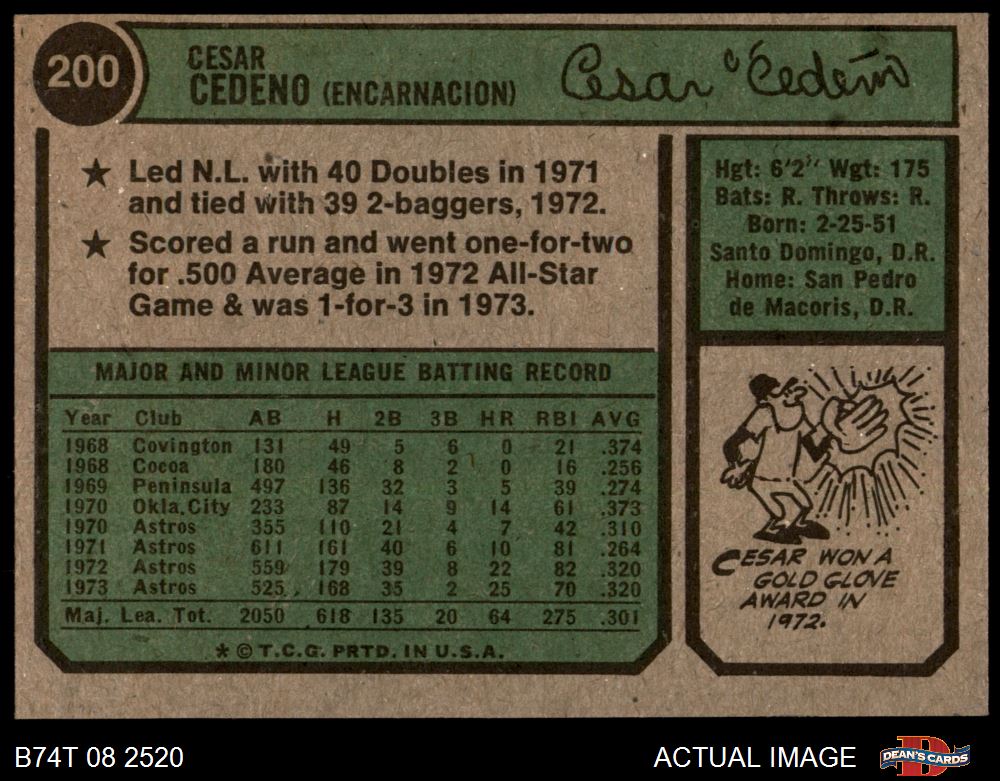 200
CESAR
CEDENO (ENCARNACION)
Cesar Cedeño
★ Led N.L. with 40 Doubles in 1971
and tied with 39 2-baggers, 1972.
★ Scored a run and went one-for-two
for .500 Average in 1972 All-Star
Game & was 1-for-3 in 1973.
Hgt: 6'2" Wgt: 175
Bats: R. Throws: R.
Born: 2-25-51
Santo Domingo, D.R.
Home: San Pedro
de Macoris, D.R.
MAJOR AND MINOR LEAGUE BATTING RECORD
Year Club AB H 2B 3B HR RBI AVG
1968 Covington 131 49 5 6 0 21 .374
1968 Cocoa 180 46 8 2 0 16 .256
1969 Peninsula 497 136 32 3 5 39 .274
1970 Okla.City 233 87 14 9 14 61 .373
1970 Astros 355 110 21 4 7 42 .310
1971 Astros 611 161 40 6 10 81 .264
1972 Astros 559 179 39 8 22 82 .320
1973 Astros 525 168 35 2 25 70 .320
Maj. Lea. Tot. 2050 618 135 20 64 275 .301
* © T.C.G. PRTD. IN U.S.A.
CESAR WON A
GOLD GLOVE
AWARD IN
1972.
B74T 08 2520
ACTUAL IMAGE
D
DEAN'S CARDS